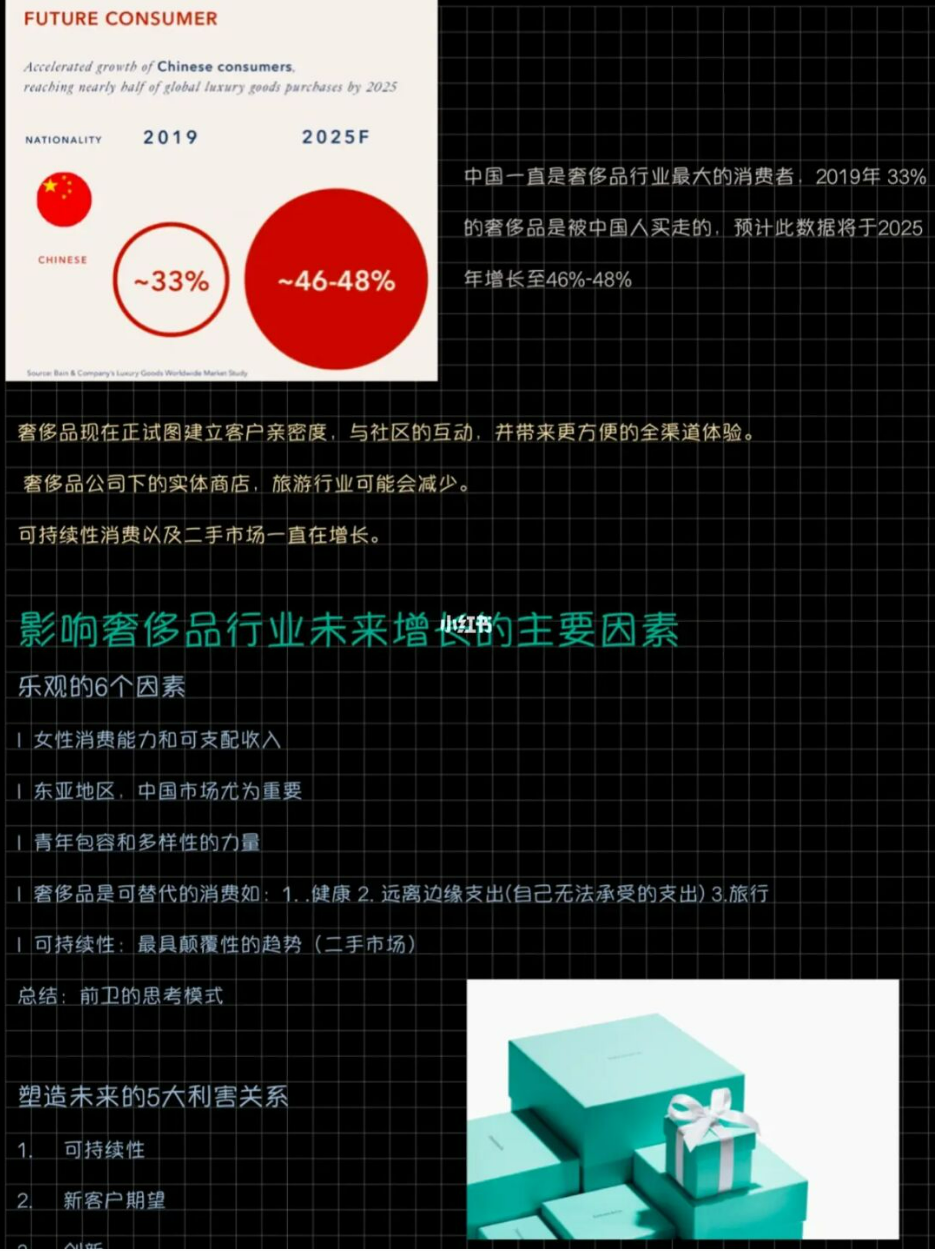 FUTURE CONSUMER
Accelerated growth of Chinese consumers,
reaching nearly half of global luxury goods purchases by 2025
NATIONALITY 2019 2025F
CHINESE
~33% ~46-48%
Source: Bain & Company's Luxury Goods Worldwide Market Study
中国一直是奢侈品行业最大的消费者，2019年 33%
的奢侈品是被中国人买走的，预计此数据将于2025
年增长至46%-48%
奢侈品现在正试图建立客户亲密度，与社区的互动，并带来更方便的全渠道体验。
奢侈品公司下的实体商店，旅游行业可能会减少。
可持续性消费以及二手市场一直在增长。
影响奢侈品行业未来增长的主要因素
小红书
乐观的6个因素
l 女性消费能力和可支配收入
l 东亚地区，中国市场尤为重要
l 青年包容和多样性的力量
l 奢侈品是可替代的消费如：1. .健康 2. 远离边缘支出(自己无法承受的支出) 3.旅行
l 可持续性：最具颠覆性的趋势（二手市场）
总结：前卫的思考模式
塑造未来的5大利害关系
1. 可持续性
2. 新客户期望